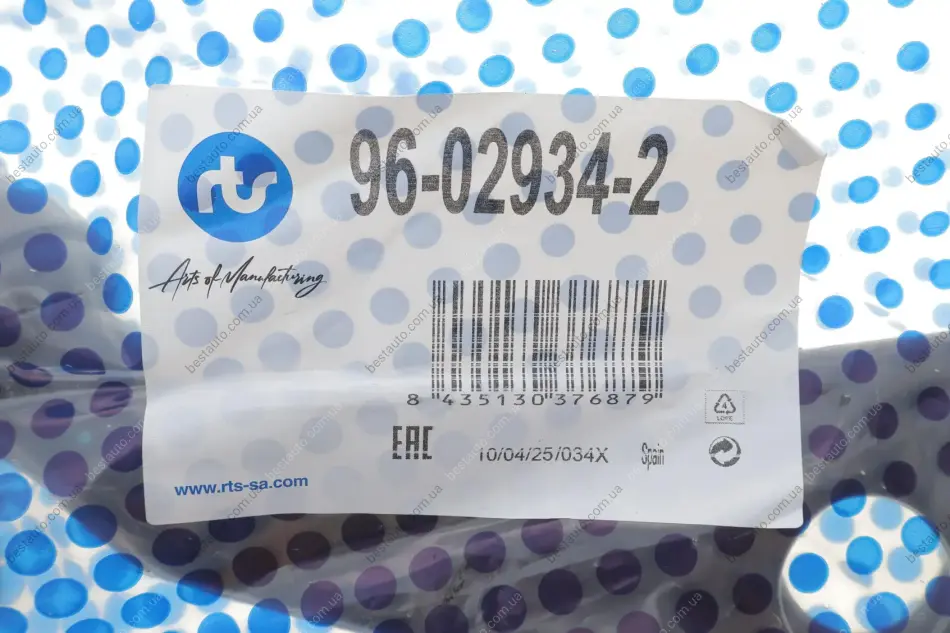 rts
96-02934-2
Arts of Manufacturing
8 435130 376879
4
LDPE
EAC
10/04/25/034X
Spain
www.rts-sa.com
bestauto.com.ua